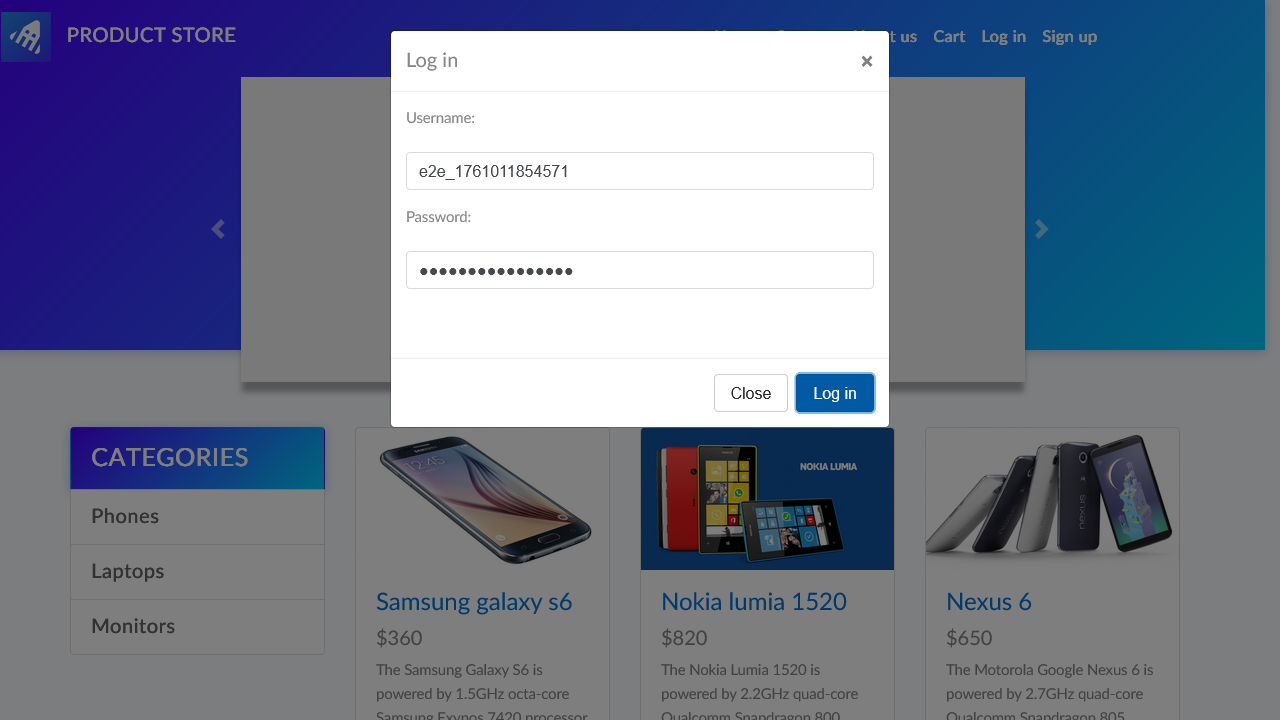 PRODUCT STORE
t us Cart Log in Sign up
Log in ×
Username:
e2e_1761011854571
Password:
Close Log in
CATEGORIES
Phones
Laptops
Monitors
12:45
Samsung galaxy s6
$360
The Samsung Galaxy S6 is
powered by 1.5GHz octa-core
Samsung Exynos 7420 processor
NOKIA LUMIA
Nokia lumia 1520
$820
The Nokia Lumia 1520 is
powered by 2.2GHz quad-core
Qualcomm Snapdragon 800
nexus
Nexus 6
$650
The Motorola Google Nexus 6 is
powered by 2.7GHz quad-core
Qualcomm Snapdragon 805